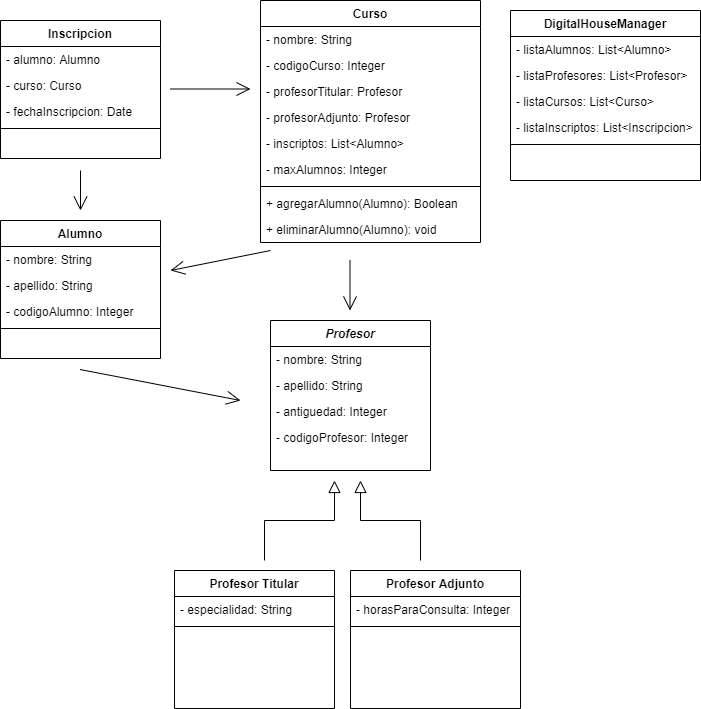 Inscripcion
- alumno: Alumno
- curso: Curso
- fechaInscripcion: Date
Curso
- nombre: String
- codigoCurso: Integer
- profesorTitular: Profesor
- profesorAdjunto: Profesor
- inscriptos: List<Alumno>
- maxAlumnos: Integer
+ agregarAlumno(Alumno): Boolean
+ eliminarAlumno(Alumno): void
DigitalHouseManager
- listaAlumnos: List<Alumno>
- listaProfesores: List<Profesor>
- listaCursos: List<Curso>
- listaInscriptos: List<Inscripcion>
Alumno
- nombre: String
- apellido: String
- codigoAlumno: Integer
Profesor
- nombre: String
- apellido: String
- antiguedad: Integer
- codigoProfesor: Integer
Profesor Titular
- especialidad: String
Profesor Adjunto
- horasParaConsulta: Integer